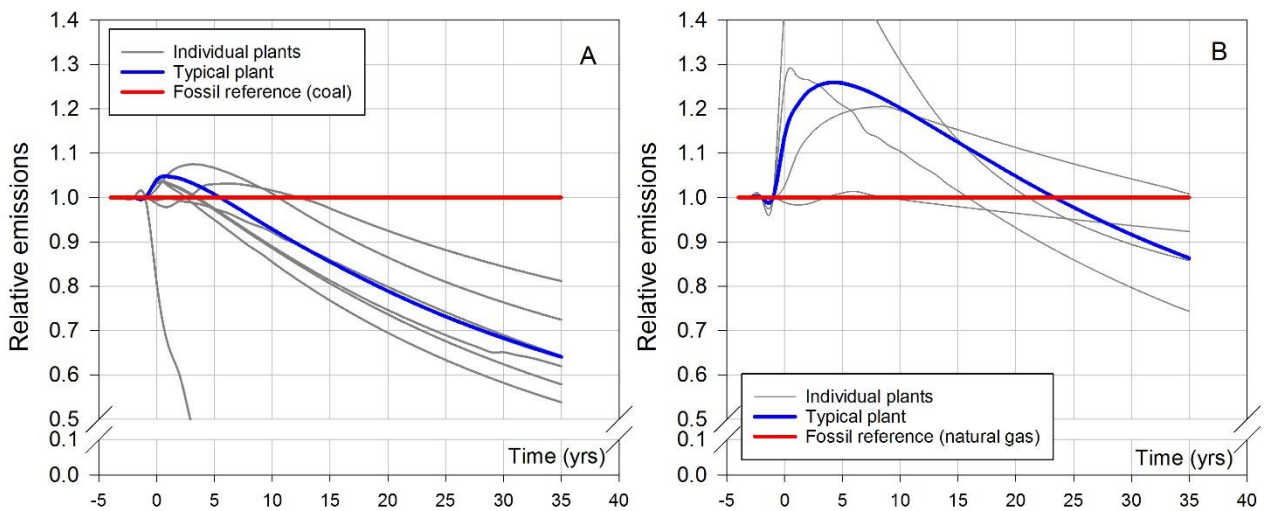 A
Individual plants
Typical plant
Fossil reference (coal)
Relative emissions
1.4
1.3
1.2
1.1
1.0
0.9
0.8
0.7
0.6
0.5
0.1
0.0
Time (yrs)
-5 0 5 10 15 20 25 30 35 40
B
Relative emissions
1.4
1.3
1.2
1.1
1.0
0.9
0.8
0.7
0.6
0.5
0.1
0.0
Individual plants
Typical plant
Fossil reference (natural gas)
Time (yrs)
-5 0 5 10 15 20 25 30 35 40